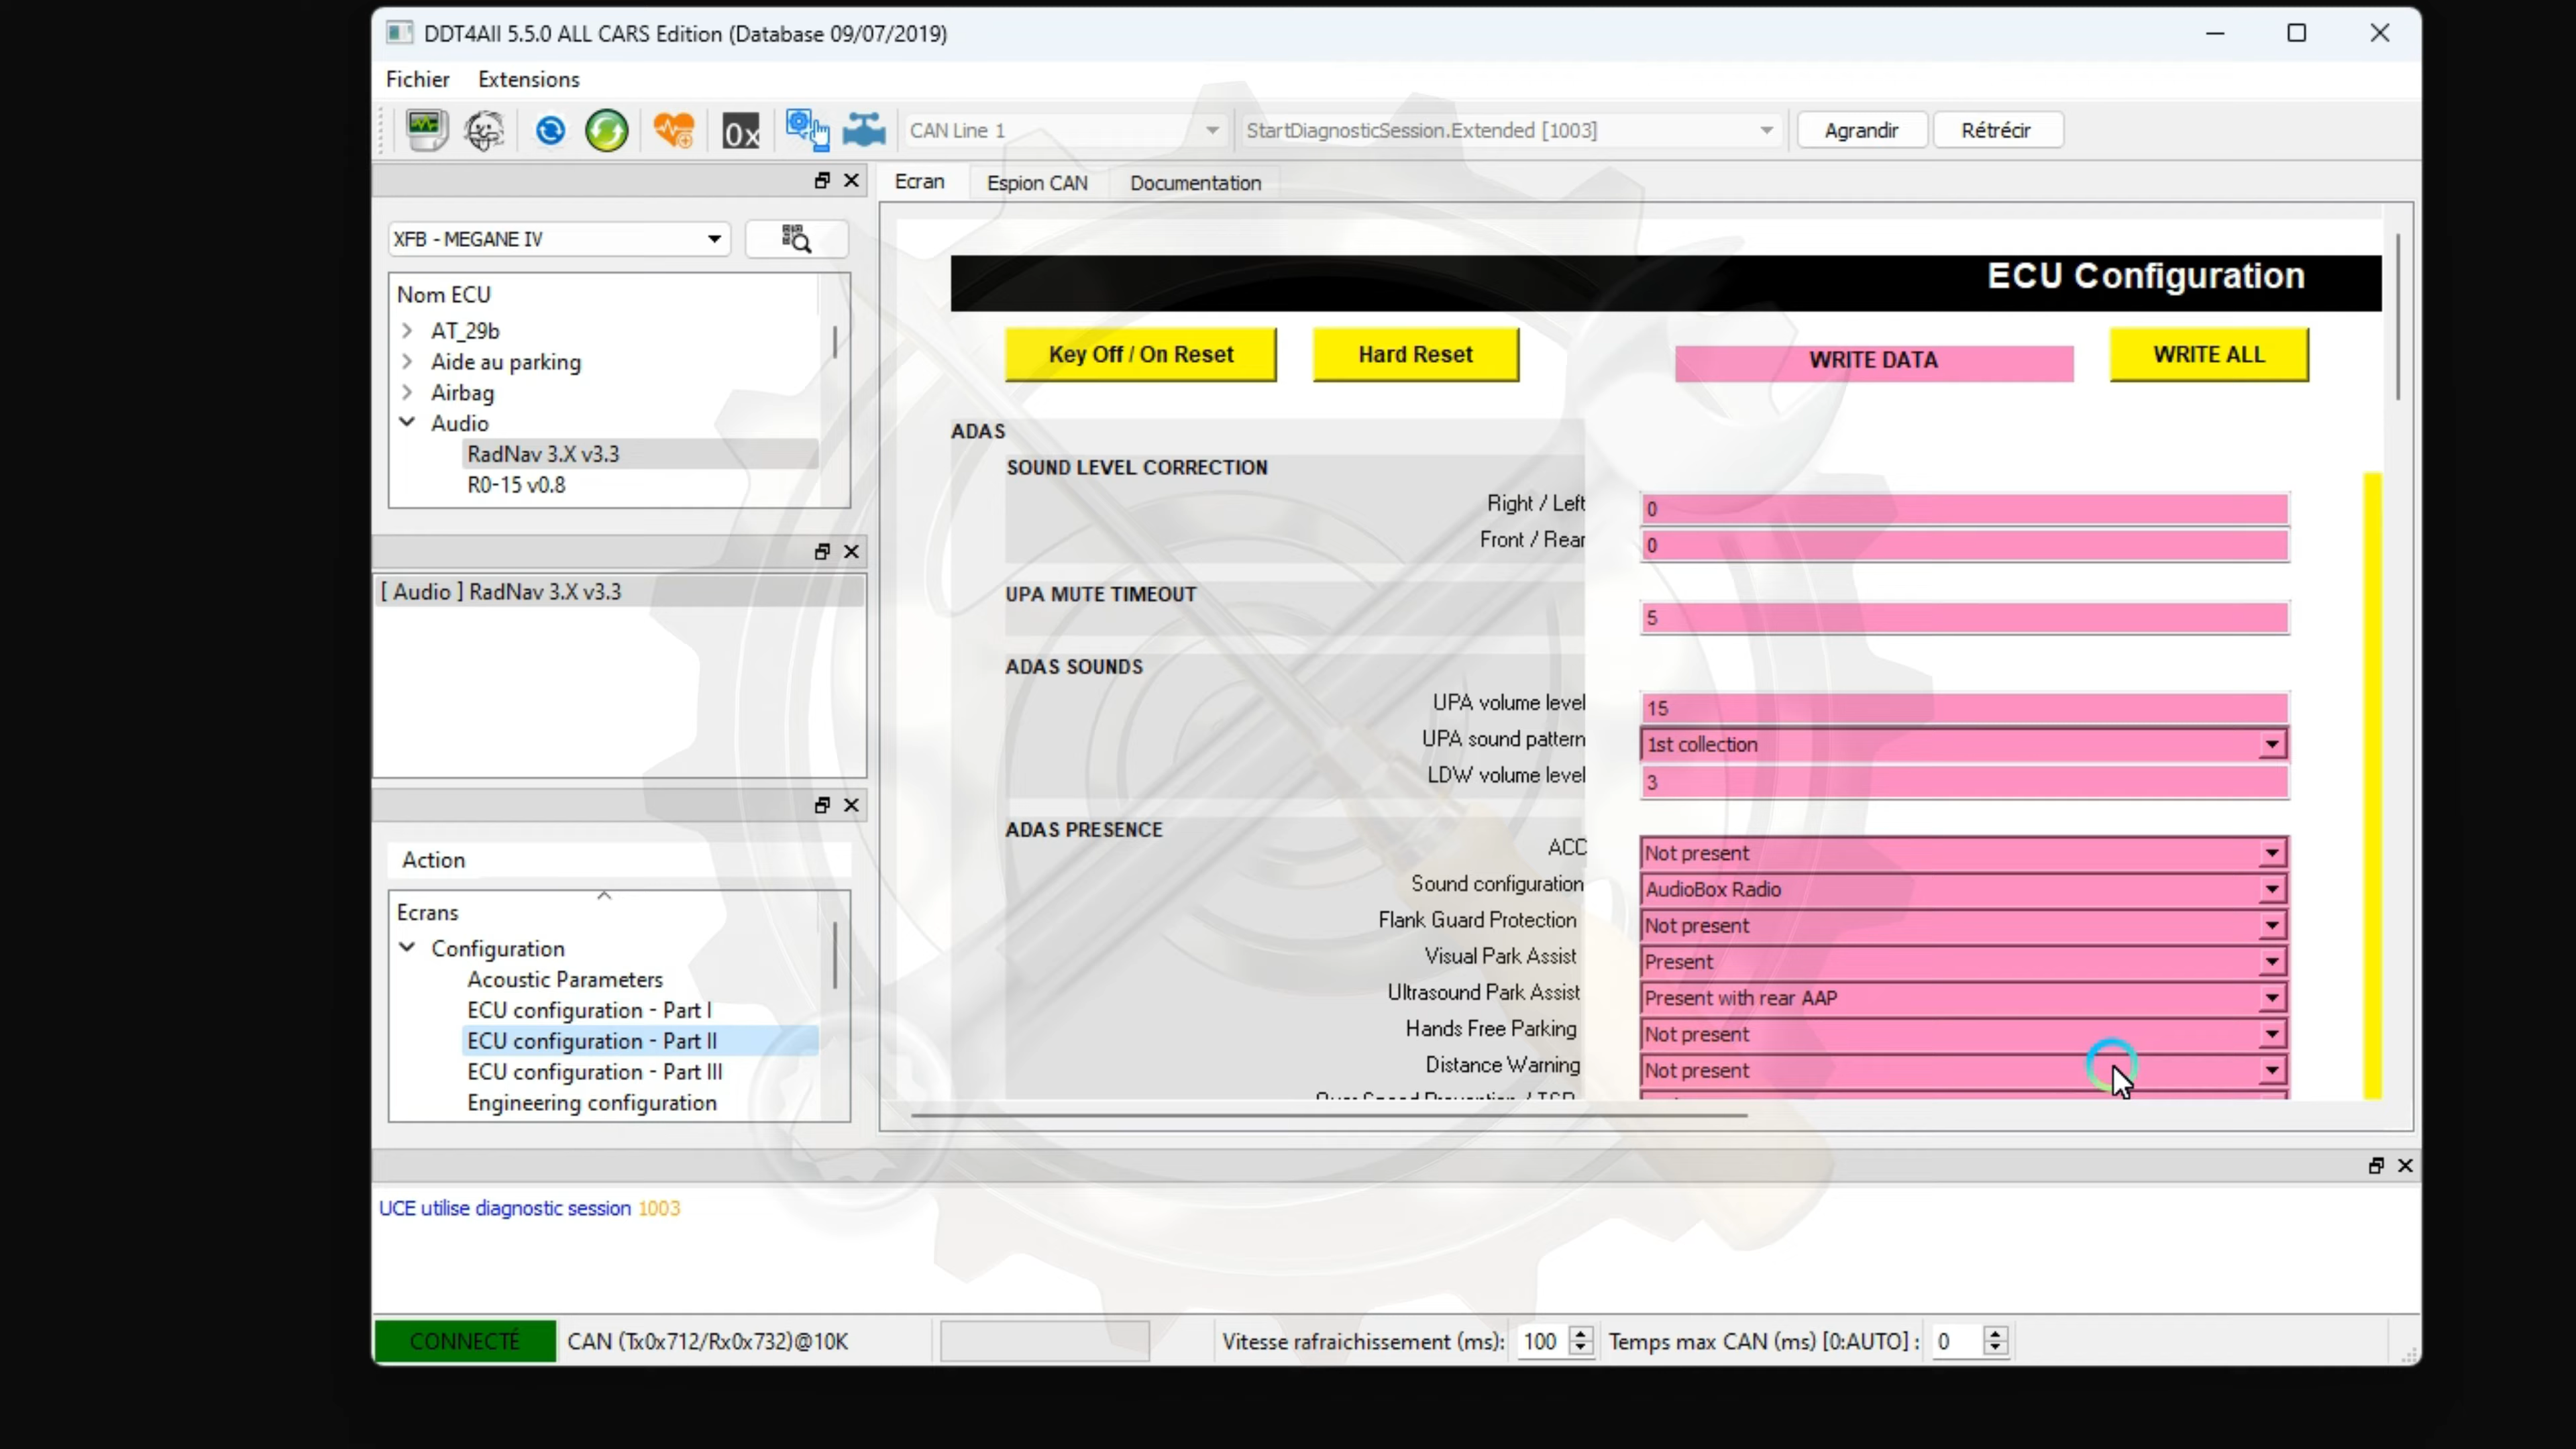 DDT4All 5.5.0 ALL CARS Edition (Database 09/07/2019)
Fichier Extensions
0x CAN Line 1 StartDiagnosticSession.Extended [1003] Agrandir Rétrécir
Ecran Espion CAN Documentation
XFB - MEGANE IV
Nom ECU
AT_29b
Aide au parking
Airbag
Audio
RadNav 3.X v3.3
R0-15 v0.8
[ Audio ] RadNav 3.X v3.3
Action
Ecrans
Configuration
Acoustic Parameters
ECU configuration - Part I
ECU configuration - Part II
ECU configuration - Part III
Engineering configuration
ECU Configuration
Key Off / On Reset Hard Reset WRITE DATA WRITE ALL
ADAS
SOUND LEVEL CORRECTION
Right / Left 0
Front / Rear 0
UPA MUTE TIMEOUT
5
ADAS SOUNDS
UPA volume level 15
UPA sound pattern 1st collection
LDW volume level 3
ADAS PRESENCE
ACC Not present
Sound configuration AudioBox Radio
Flank Guard Protection Not present
Visual Park Assist Present
Ultrasound Park Assist Present with rear AAP
Hands Free Parking Not present
Distance Warning Not present
UCE utilise diagnostic session 1003
CONNECTÉ CAN (Tx0x712/Rx0x732)@10K Vitesse rafraichissement (ms): 100 Temps max CAN (ms) [0:AUTO] : 0